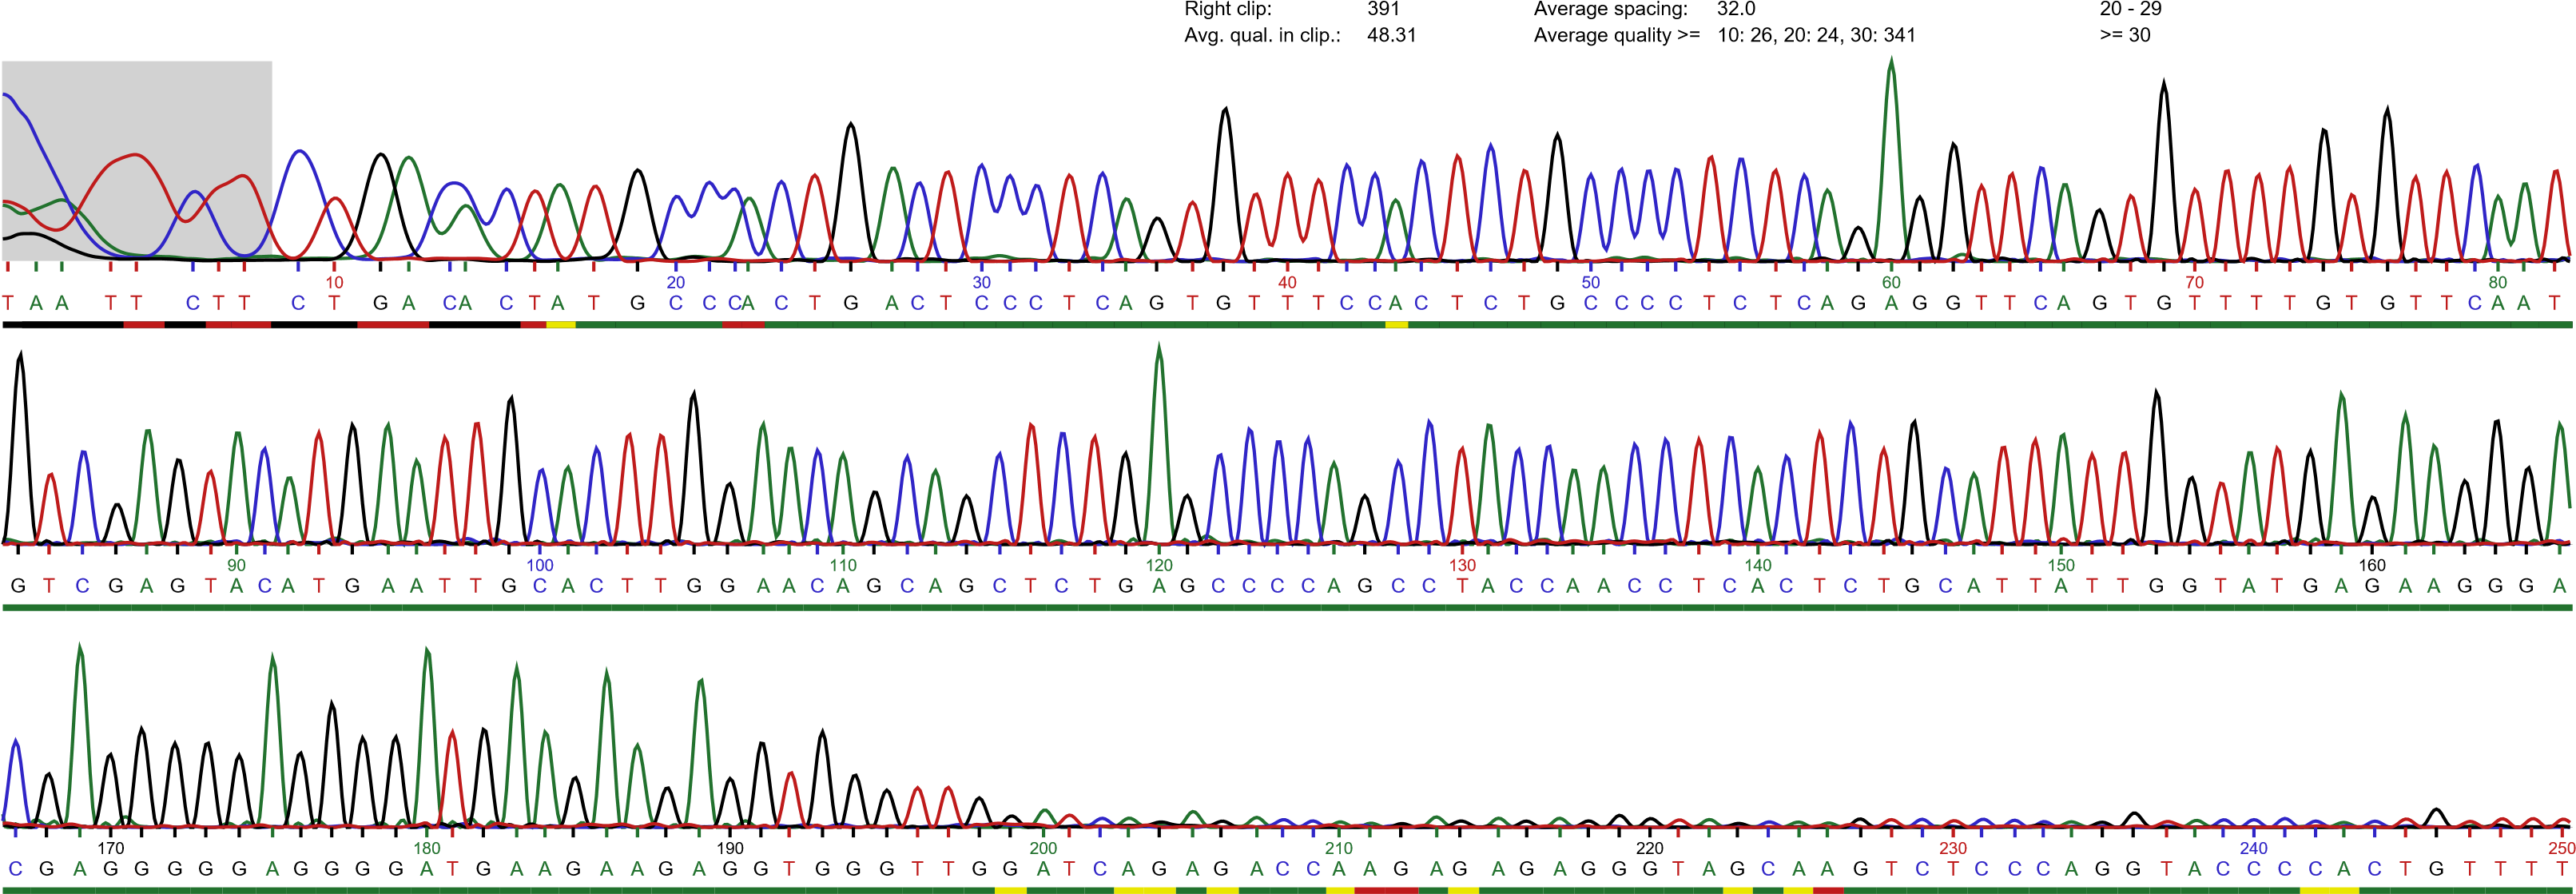 Right clip: 391 Average spacing: 32.0 20 - 29
Avg. qual. in clip.: 48.31 Average quality >= 10: 26, 20: 24, 30: 341 >= 30
10 20 30 40 50 60 70 80
T A A T T C T T C T G A C A C T A T G C C C A C T G A C T C C C T C A G T G T T T C C A C T C T G C C C C T C T C A G A G G T T C A G T G T T T T G T G T T C A A T
90 100 110 120 130 140 150 160
G T C G A G T A C A T G A A T T G C A C T T G G A A C A G C A G C T C T G A G C C C C A G C C T A C C A A C C T C A C T C T G C A T T A T T G G T A T G A G A A G G G A
170 180 190 200 210 220 230 240 250
C G A G G G G G A G G G G A T G A A G A A G A G G T G G G T T G G A T C A G A G A C C A A G A G A G A G G G T A G C A A G T C T C C C A G G T A C C C C A C T G T T T T